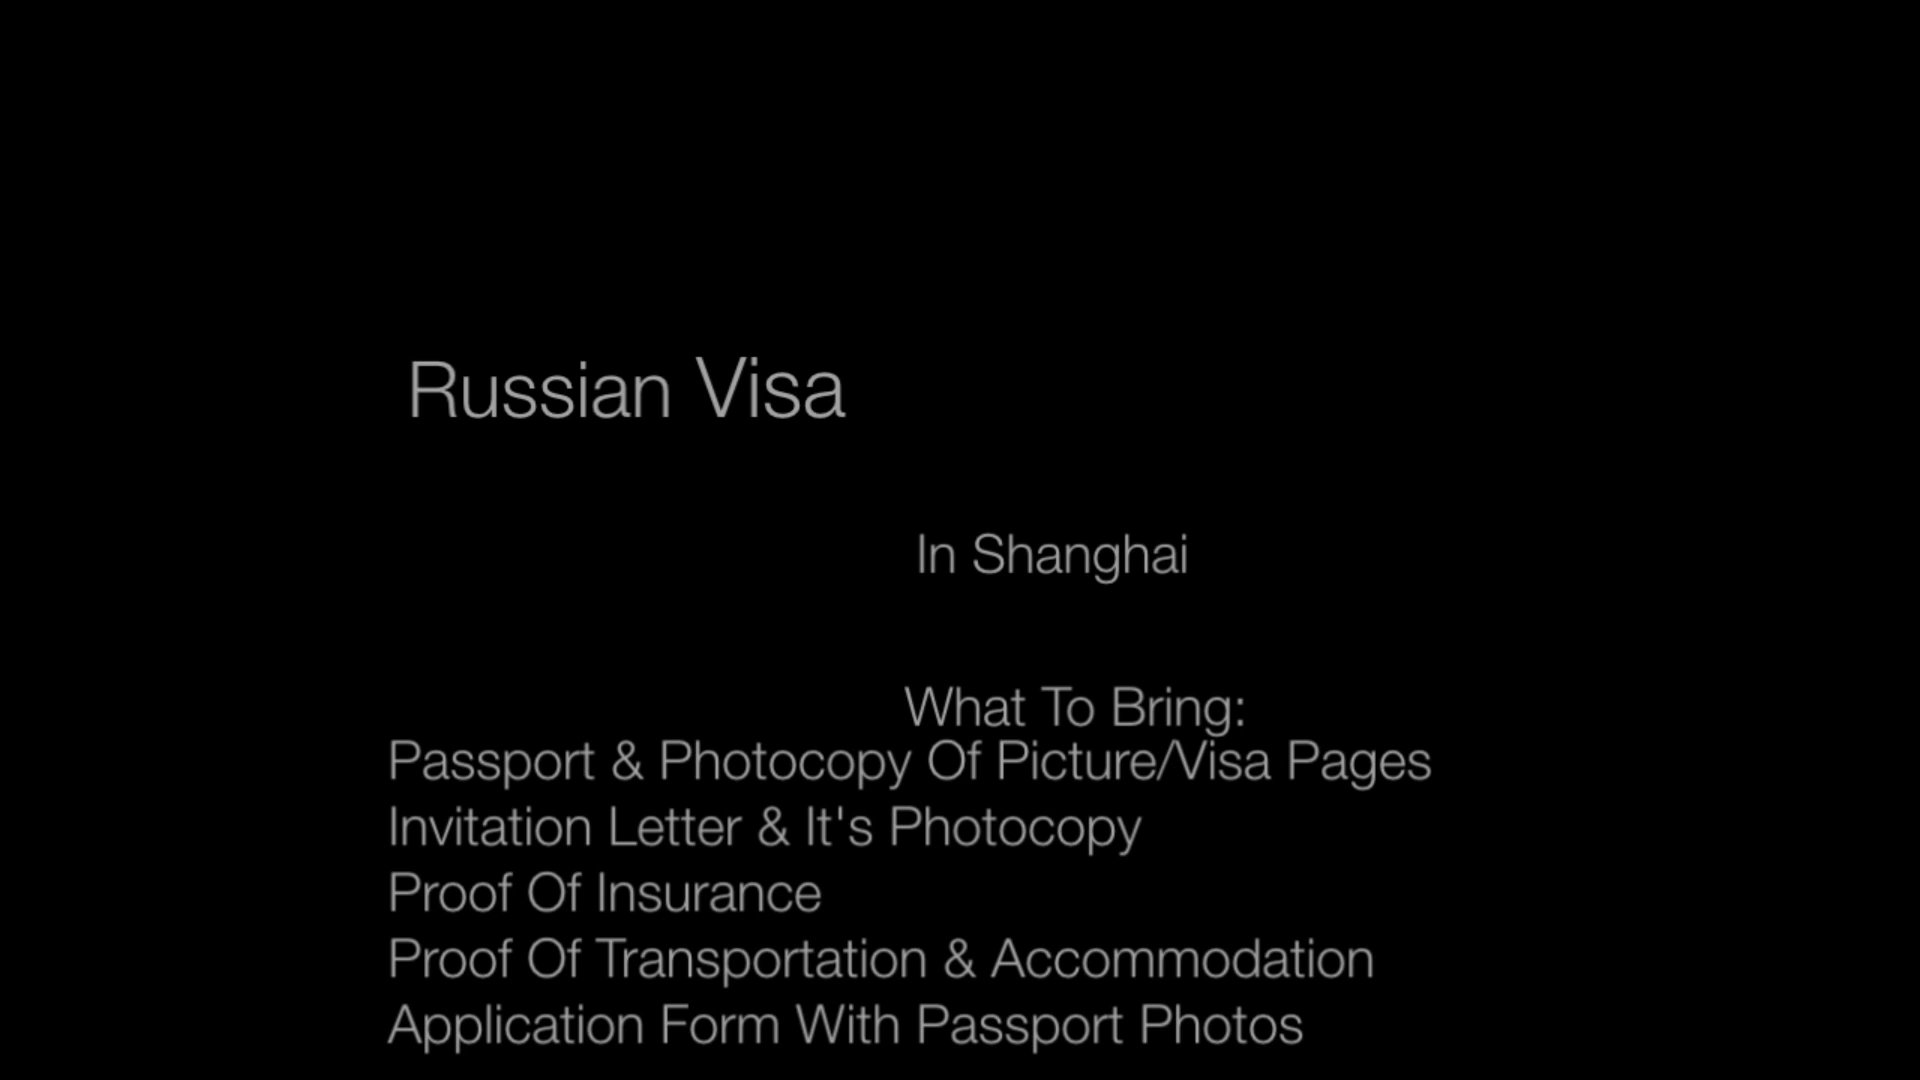 Russian Visa
In Shanghai
What To Bring:
Passport & Photocopy Of Picture/Visa Pages
Invitation Letter & It's Photocopy
Proof Of Insurance
Proof Of Transportation & Accommodation
Application Form With Passport Photos